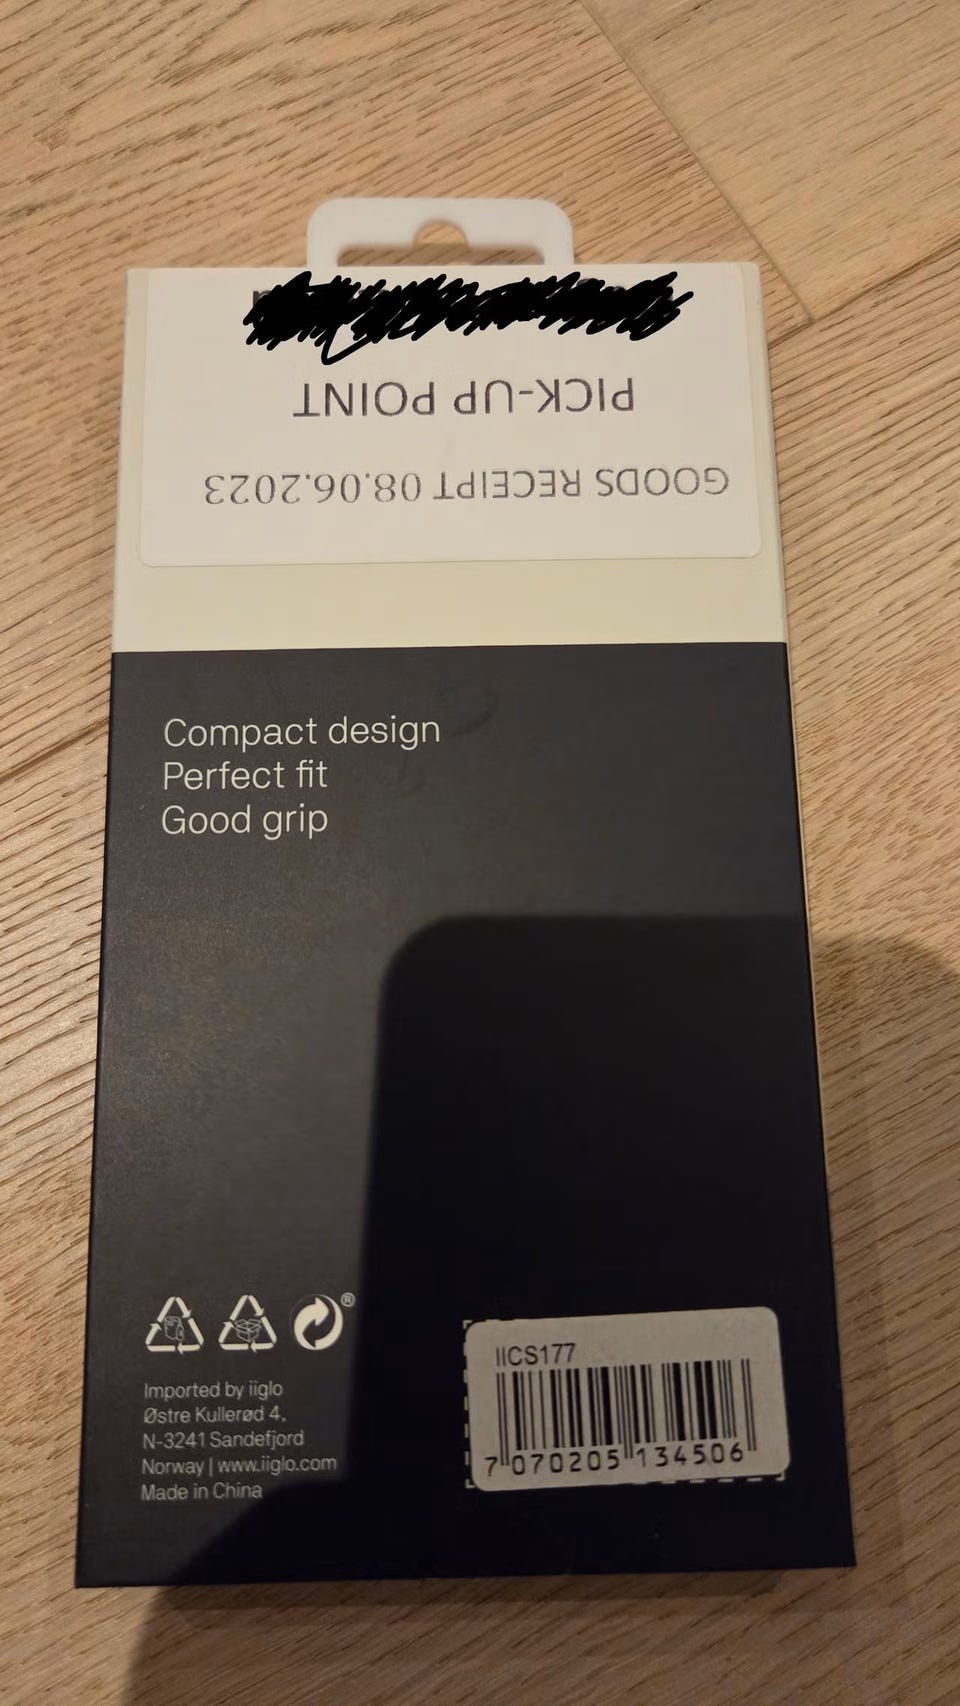 PICK-UP POINT
GOODS RECEIPT 08.06.2023
Compact design
Perfect fit
Good grip
®
Imported by iiglo
Østre Kullerød 4,
N-3241 Sandefjord
Norway | www.iiglo.com
Made in China
IICS177
7 070205 134506